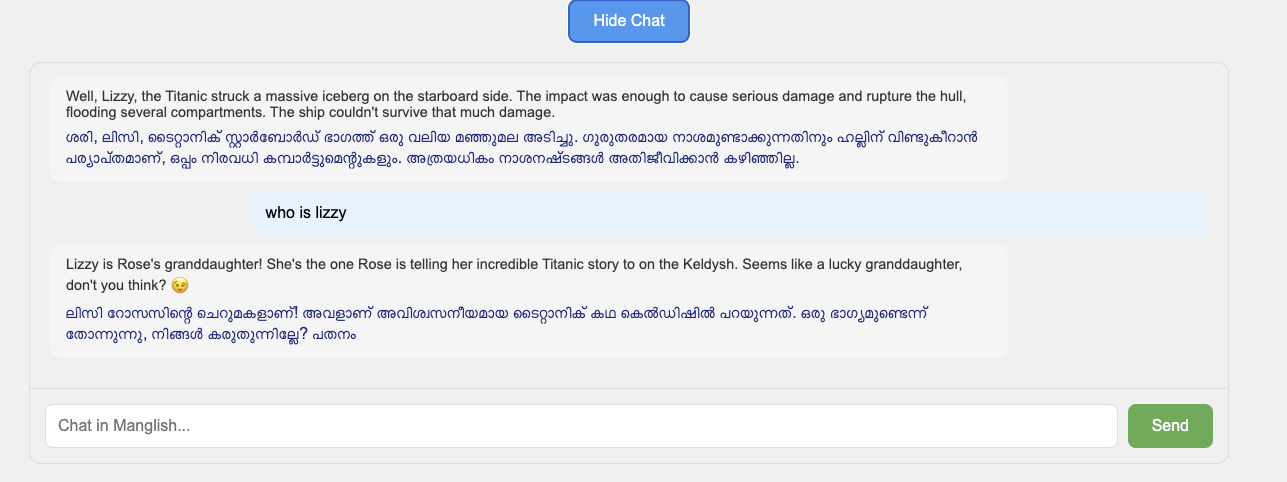 Hide Chat
Well, Lizzy, the Titanic struck a massive iceberg on the starboard side. The impact was enough to cause serious damage and rupture the hull,
flooding several compartments. The ship couldn't survive that much damage.
ശരി, ലിസി, ടൈറ്റാനിക് സ്റ്റാർബോർഡ് ഭാഗത്ത് ഒരു വലിയ മഞ്ഞുമല അടിച്ചു. ഗുരുതരമായ നാശമുണ്ടാക്കുന്നതിനും ഹല്ലിന് വിണ്ടുകീറാൻ
പര്യാപ്തമാണ്, ഒപ്പം നിരവധി കമ്പാർട്ടുമെന്റുകളും. അത്രയധികം നാശനഷ്ടങ്ങൾ അതിജീവിക്കാൻ കഴിഞ്ഞില്ല.
who is lizzy
Lizzy is Rose's granddaughter! She's the one Rose is telling her incredible Titanic story to on the Keldysh. Seems like a lucky granddaughter,
don't you think? 😉
ലിസി റോസസിന്റെ ചെറുമകളാണ്! അവളാണ് അവിശ്വസനീയമായ ടൈറ്റാനിക് കഥ കെൽഡിഷിൽ പറയുന്നത്. ഒരു ഭാഗ്യമുണ്ടെന്ന്
തോന്നുന്നു, നിങ്ങൾ കരുതുന്നില്ലേ? പതനം
Chat in Manglish...
Send